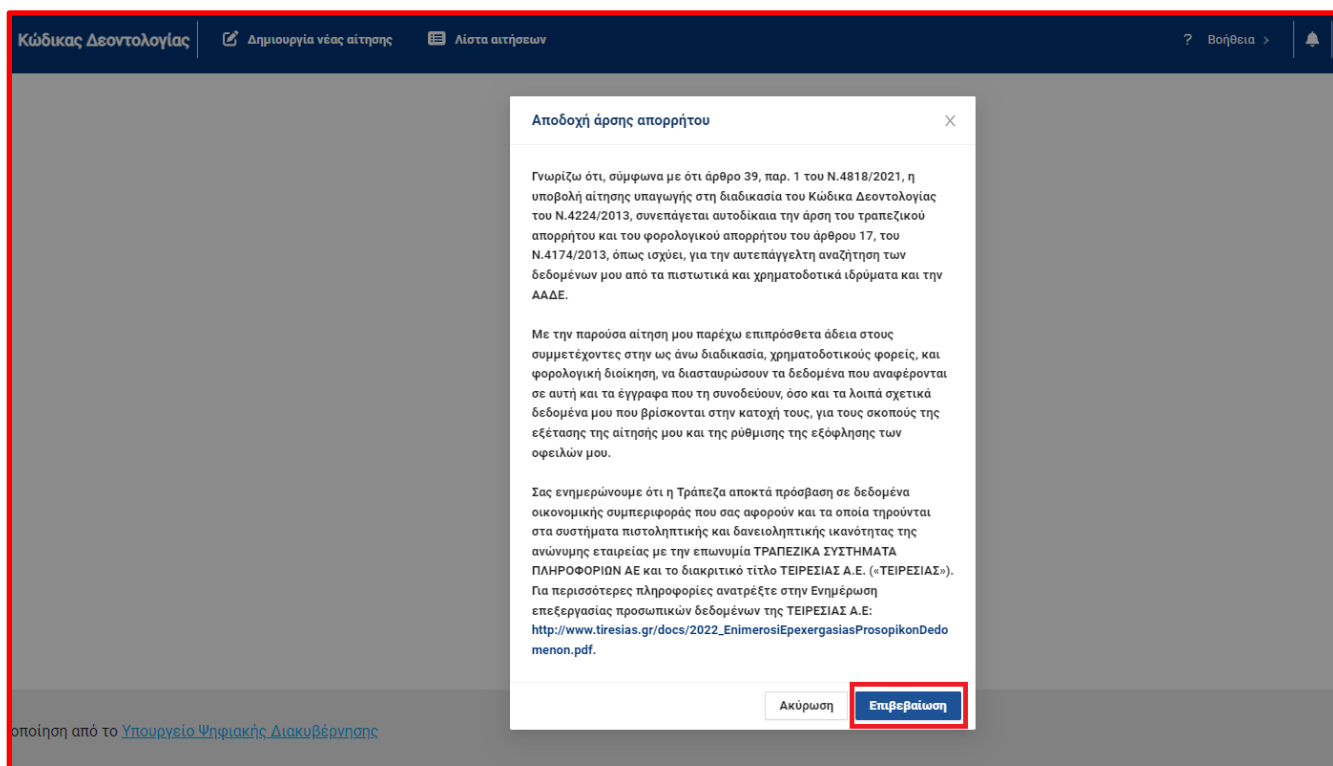 Κώδικας Δεοντολογίας Δημιουργία νέας αίτησης Λίστα αιτήσεων ? Βοήθεια >
Αποδοχή άρσης απορρήτου
Γνωρίζω ότι, σύμφωνα με ότι άρθρο 39, παρ. 1 του Ν.4818/2021, η
υποβολή αίτησης υπαγωγής στη διαδικασία του Κώδικα Δεοντολογίας
του Ν.4224/2013, συνεπάγεται αυτοδίκαια την άρση του τραπεζικού
απορρήτου και του φορολογικού απορρήτου του άρθρου 17, του
Ν.4174/2013, όπως ισχύει, για την αυτεπάγγελτη αναζήτηση των
δεδομένων μου από τα πιστωτικά και χρηματοδοτικά ιδρύματα και την
ΑΑΔΕ.
Με την παρούσα αίτηση μου παρέχω επιπρόσθετα άδεια στους
συμμετέχοντες στην ως άνω διαδικασία, χρηματοδοτικούς φορείς, και
φορολογική διοίκηση, να διασταυρώσουν τα δεδομένα που αναφέρονται
σε αυτή και τα έγγραφα που τη συνοδεύουν, όσο και τα λοιπά σχετικά
δεδομένα μου που βρίσκονται στην κατοχή τους, για τους σκοπούς της
εξέτασης της αίτησής μου και της ρύθμισης της εξόφλησης των
οφειλών μου.
Σας ενημερώνουμε ότι η Τράπεζα αποκτά πρόσβαση σε δεδομένα
οικονομικής συμπεριφοράς που σας αφορούν και τα οποία τηρούνται
στα συστήματα πιστοληπτικής και δανειοληπτικής ικανότητας της
ανώνυμης εταιρείας με την επωνυμία ΤΡΑΠΕΖΙΚΑ ΣΥΣΤΗΜΑΤΑ
ΠΛΗΡΟΦΟΡΙΩΝ ΑΕ και το διακριτικό τίτλο ΤΕΙΡΕΣΙΑΣ Α.Ε. («ΤΕΙΡΕΣΙΑΣ»).
Για περισσότερες πληροφορίες ανατρέξτε στην Ενημέρωση
επεξεργασίας προσωπικών δεδομένων της ΤΕΙΡΕΣΙΑΣ Α.Ε:
http://www.tiresias.gr/docs/2022_EnimerosiEpexergasiasProsopikonDedo
menon.pdf.
Ακύρωση Επιβεβαίωση
οποίηση από το Υπουργείο Ψηφιακής Διακυβέρνησης